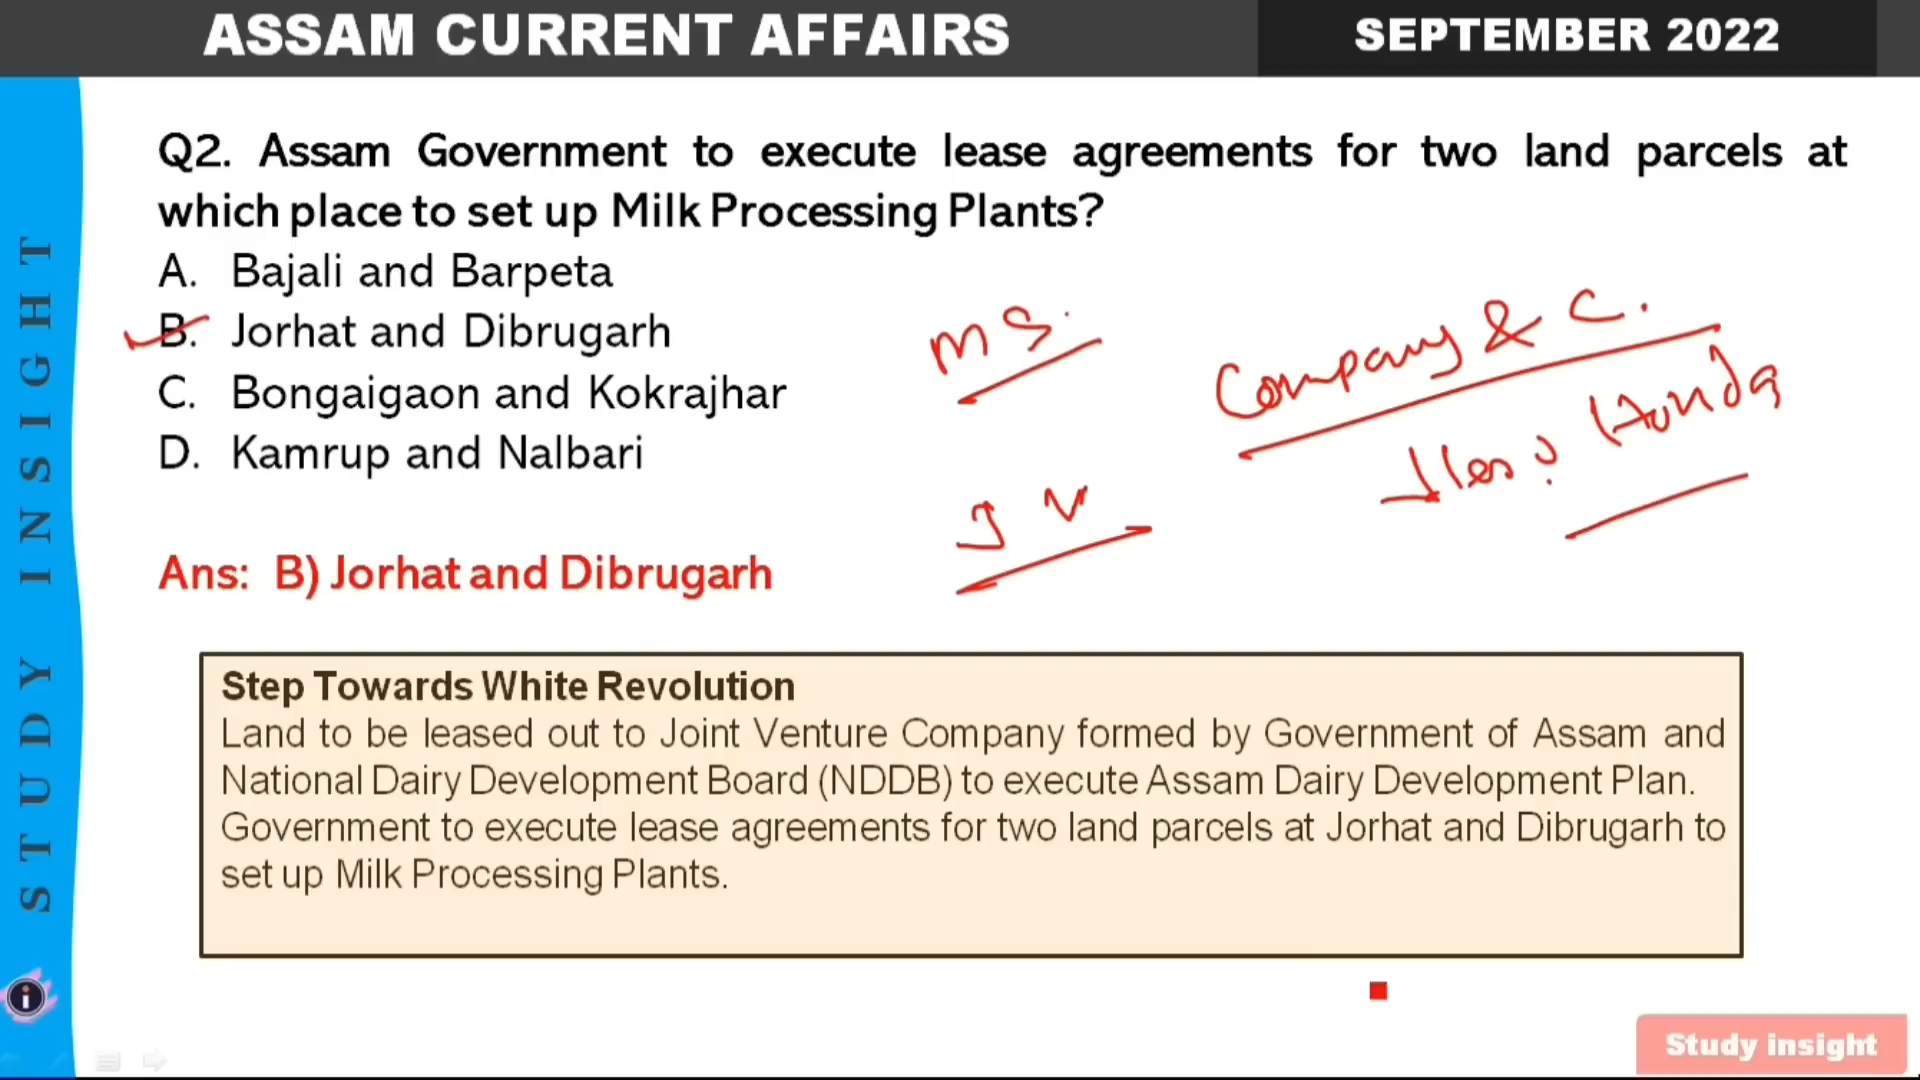 ASSAM CURRENT AFFAIRS
SEPTEMBER 2022
STUDY INSIGHT
Q2. Assam Government to execute lease agreements for two land parcels at
which place to set up Milk Processing Plants?
A. Bajali and Barpeta
B. Jorhat and Dibrugarh
C. Bongaigaon and Kokrajhar
D. Kamrup and Nalbari
M S.
Company & C.
Honda
J V
Ans: B) Jorhat and Dibrugarh
Step Towards White Revolution
Land to be leased out to Joint Venture Company formed by Government of Assam and
National Dairy Development Board (NDDB) to execute Assam Dairy Development Plan.
Government to execute lease agreements for two land parcels at Jorhat and Dibrugarh to
set up Milk Processing Plants.
i
Study insight